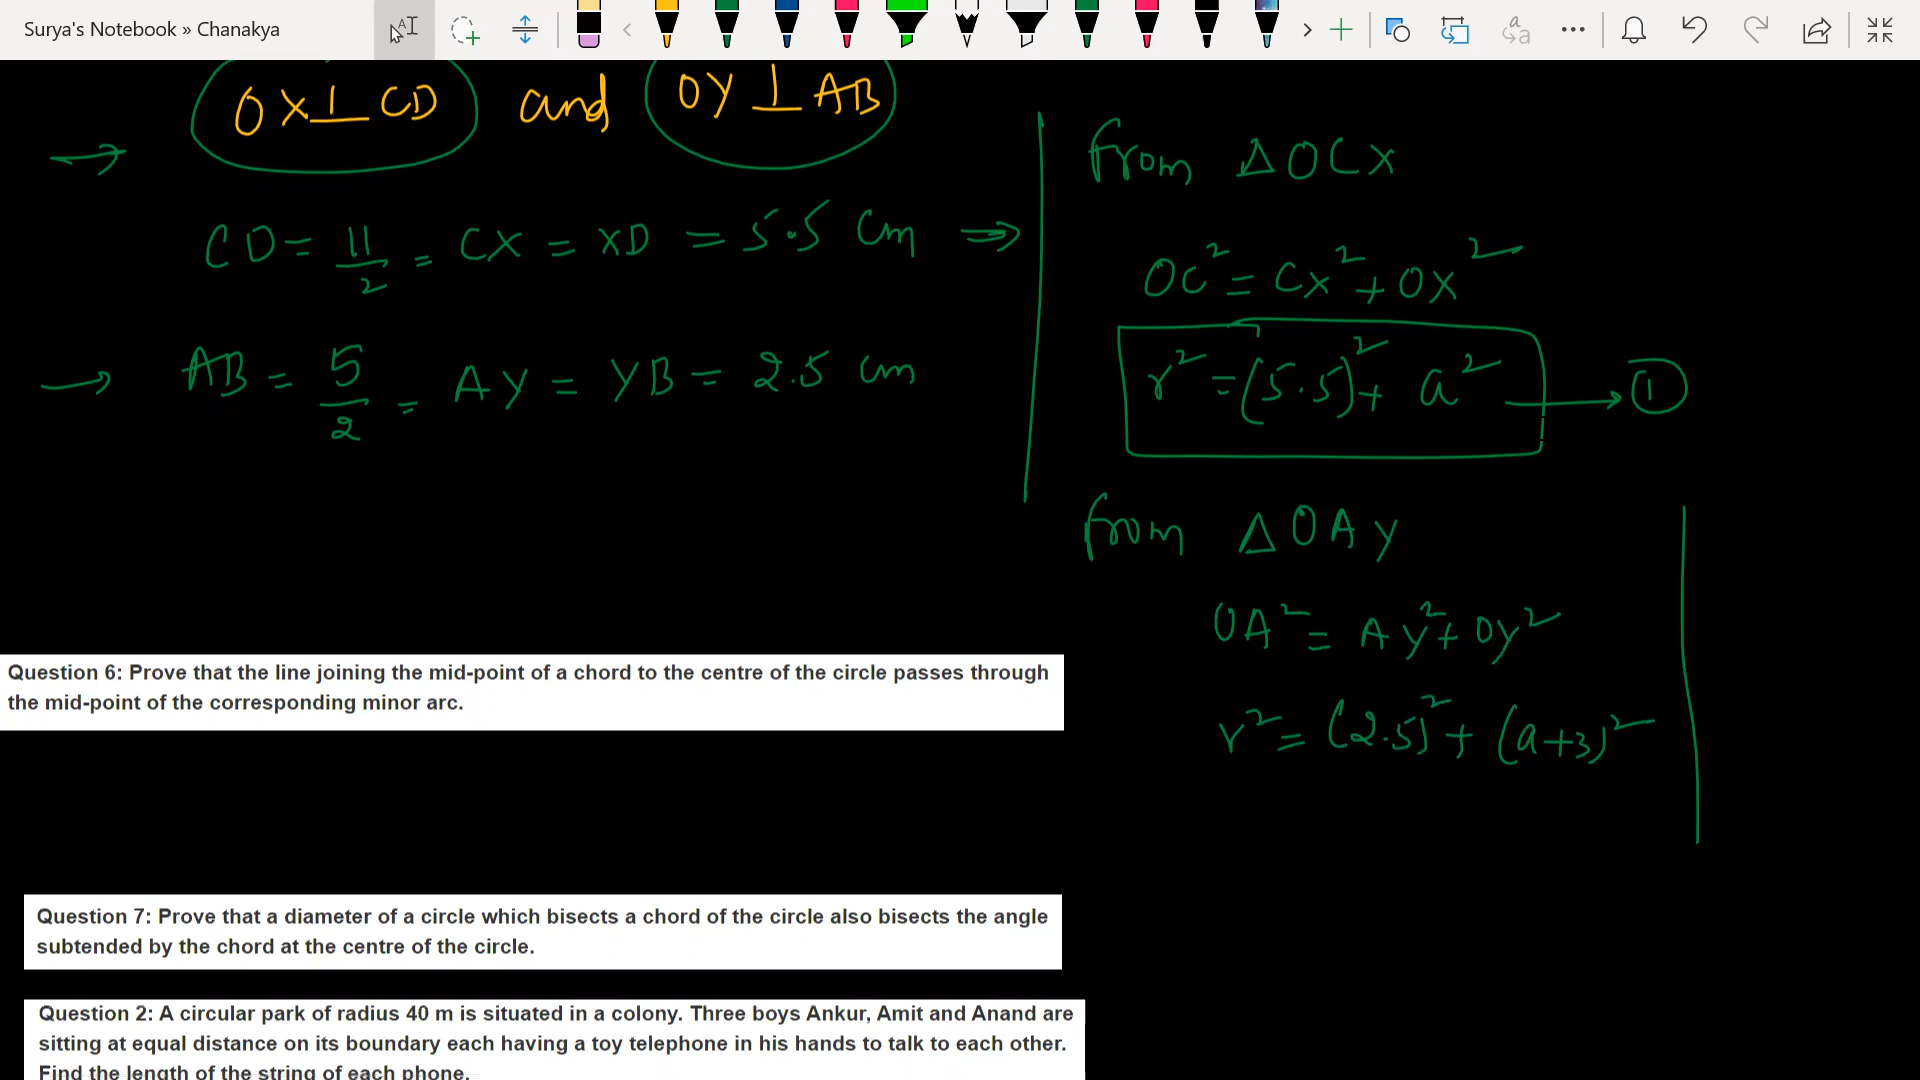 Surya's Notebook » Chanakya
OX⊥CD and OY⊥AB
→
CD = 11/2 = CX = XD = 5.5 Cm ⇒
→ AB = 5/2 = AY = YB = 2.5 cm
from △OCX
OC² = CX² + OX²
r² = (5.5)² + a² → ①
from △OAY
OA² = AY² + OY²
r² = (2.5)² + (a+3)²
Question 6: Prove that the line joining the mid-point of a chord to the centre of the circle passes through
the mid-point of the corresponding minor arc.
Question 7: Prove that a diameter of a circle which bisects a chord of the circle also bisects the angle
subtended by the chord at the centre of the circle.
Question 2: A circular park of radius 40 m is situated in a colony. Three boys Ankur, Amit and Anand are
sitting at equal distance on its boundary each having a toy telephone in his hands to talk to each other.
Find the length of the string of each phone.